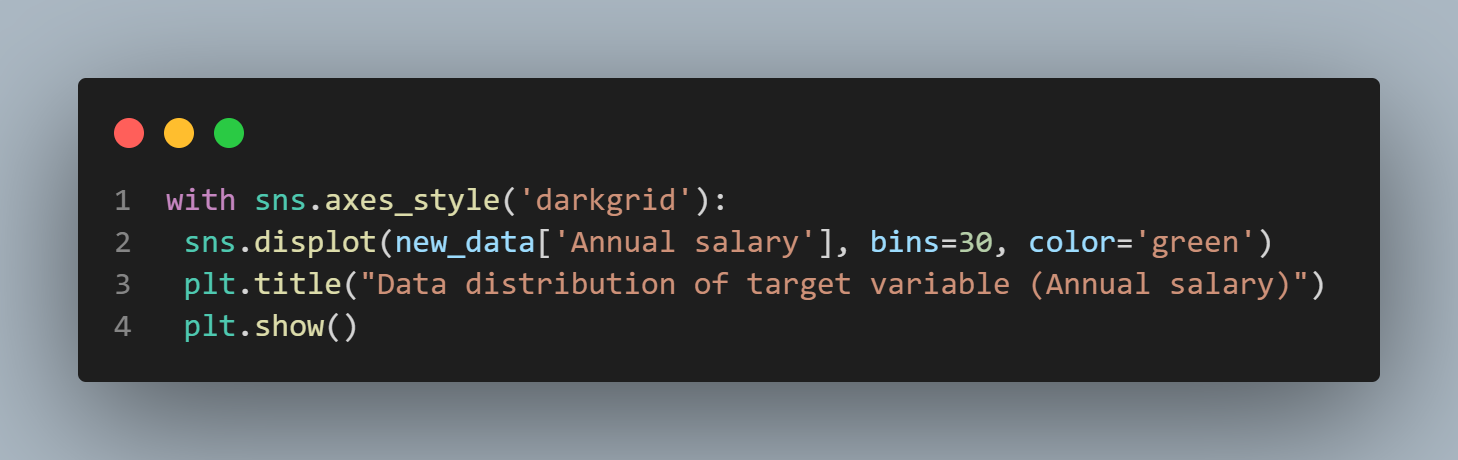 1 with sns.axes_style('darkgrid'):
2  sns.displot(new_data['Annual salary'], bins=30, color='green')
3  plt.title("Data distribution of target variable (Annual salary)")
4  plt.show()